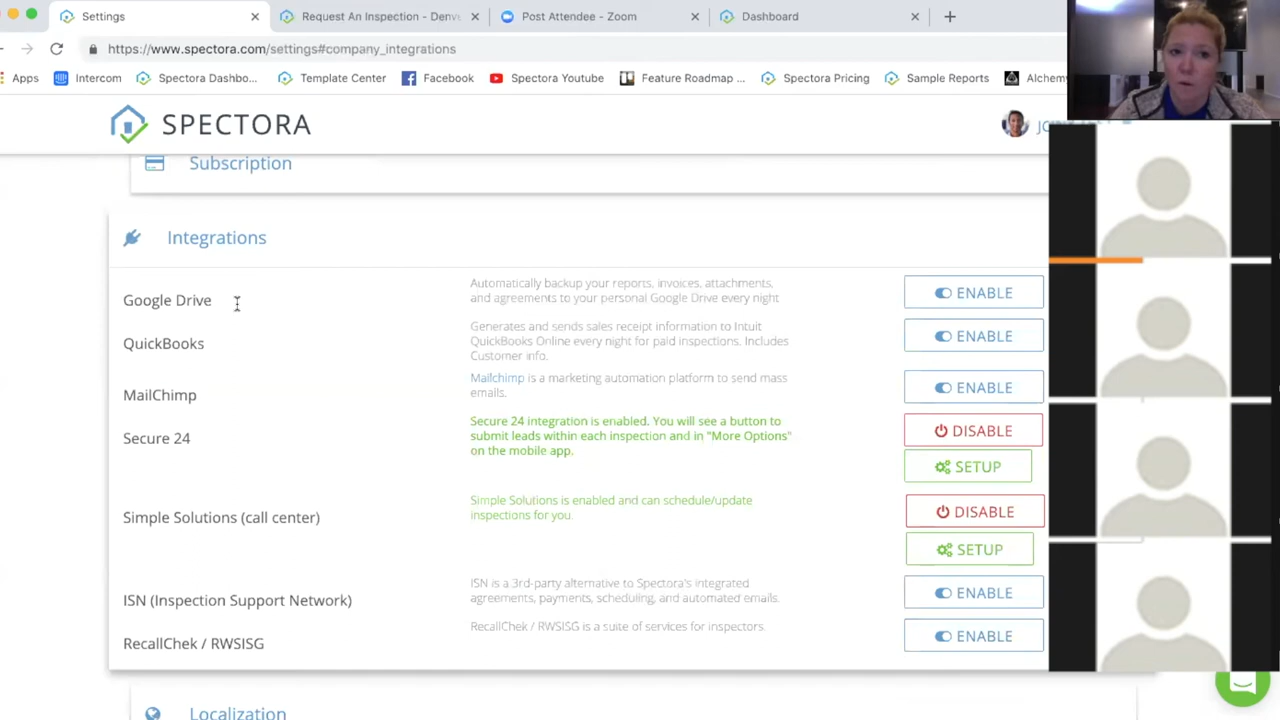 Settings
Request An Inspection - Denv
Post Attendee - Zoom
Dashboard
https://www.spectora.com/settings#company_integrations
Apps
Intercom
Spectora Dashbo...
Template Center
Facebook
Spectora Youtube
Feature Roadmap ...
Spectora Pricing
Sample Reports
Alchem
SPECTORA
Subscription
Integrations
Google Drive
Automatically backup your reports, invoices, attachments,
and agreements to your personal Google Drive every night
ENABLE
QuickBooks
Generates and sends sales receipt information to Intuit
QuickBooks Online every night for paid inspections. Includes
Customer info.
ENABLE
MailChimp
Mailchimp is a marketing automation platform to send mass
emails.
ENABLE
Secure 24
Secure 24 integration is enabled. You will see a button to
submit leads within each inspection and in "More Options"
on the mobile app.
DISABLE
SETUP
Simple Solutions (call center)
Simple Solutions is enabled and can schedule/update
inspections for you.
DISABLE
SETUP
ISN (Inspection Support Network)
ISN is a 3rd-party alternative to Spectora's integrated
agreements, payments, scheduling, and automated emails.
ENABLE
RecallChek / RWSISG
RecallChek / RWSISG is a suite of services for inspectors.
ENABLE
Localization